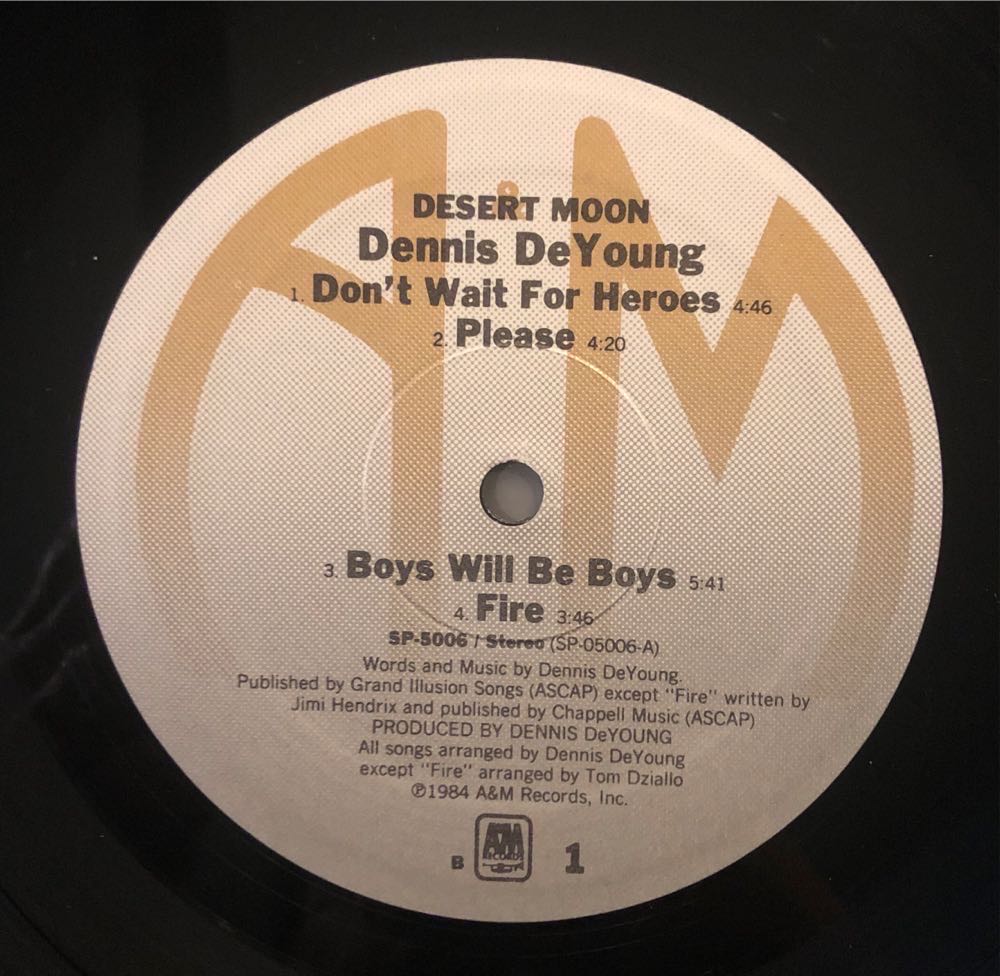 A&M
DESERT MOON
Dennis DeYoung
1. Don't Wait For Heroes 4:46
2. Please 4:20
3. Boys Will Be Boys 5:41
4. Fire 3:46
SP-5006 / Stereo (SP-05006-A)
Words and Music by Dennis DeYoung.
Published by Grand Illusion Songs (ASCAP) except "Fire" written by
Jimi Hendrix and published by Chappell Music (ASCAP)
PRODUCED BY DENNIS DeYOUNG
All songs arranged by Dennis DeYoung
except "Fire" arranged by Tom Dziallo
℗1984 A&M Records, Inc.
B A&M RECORDS 1